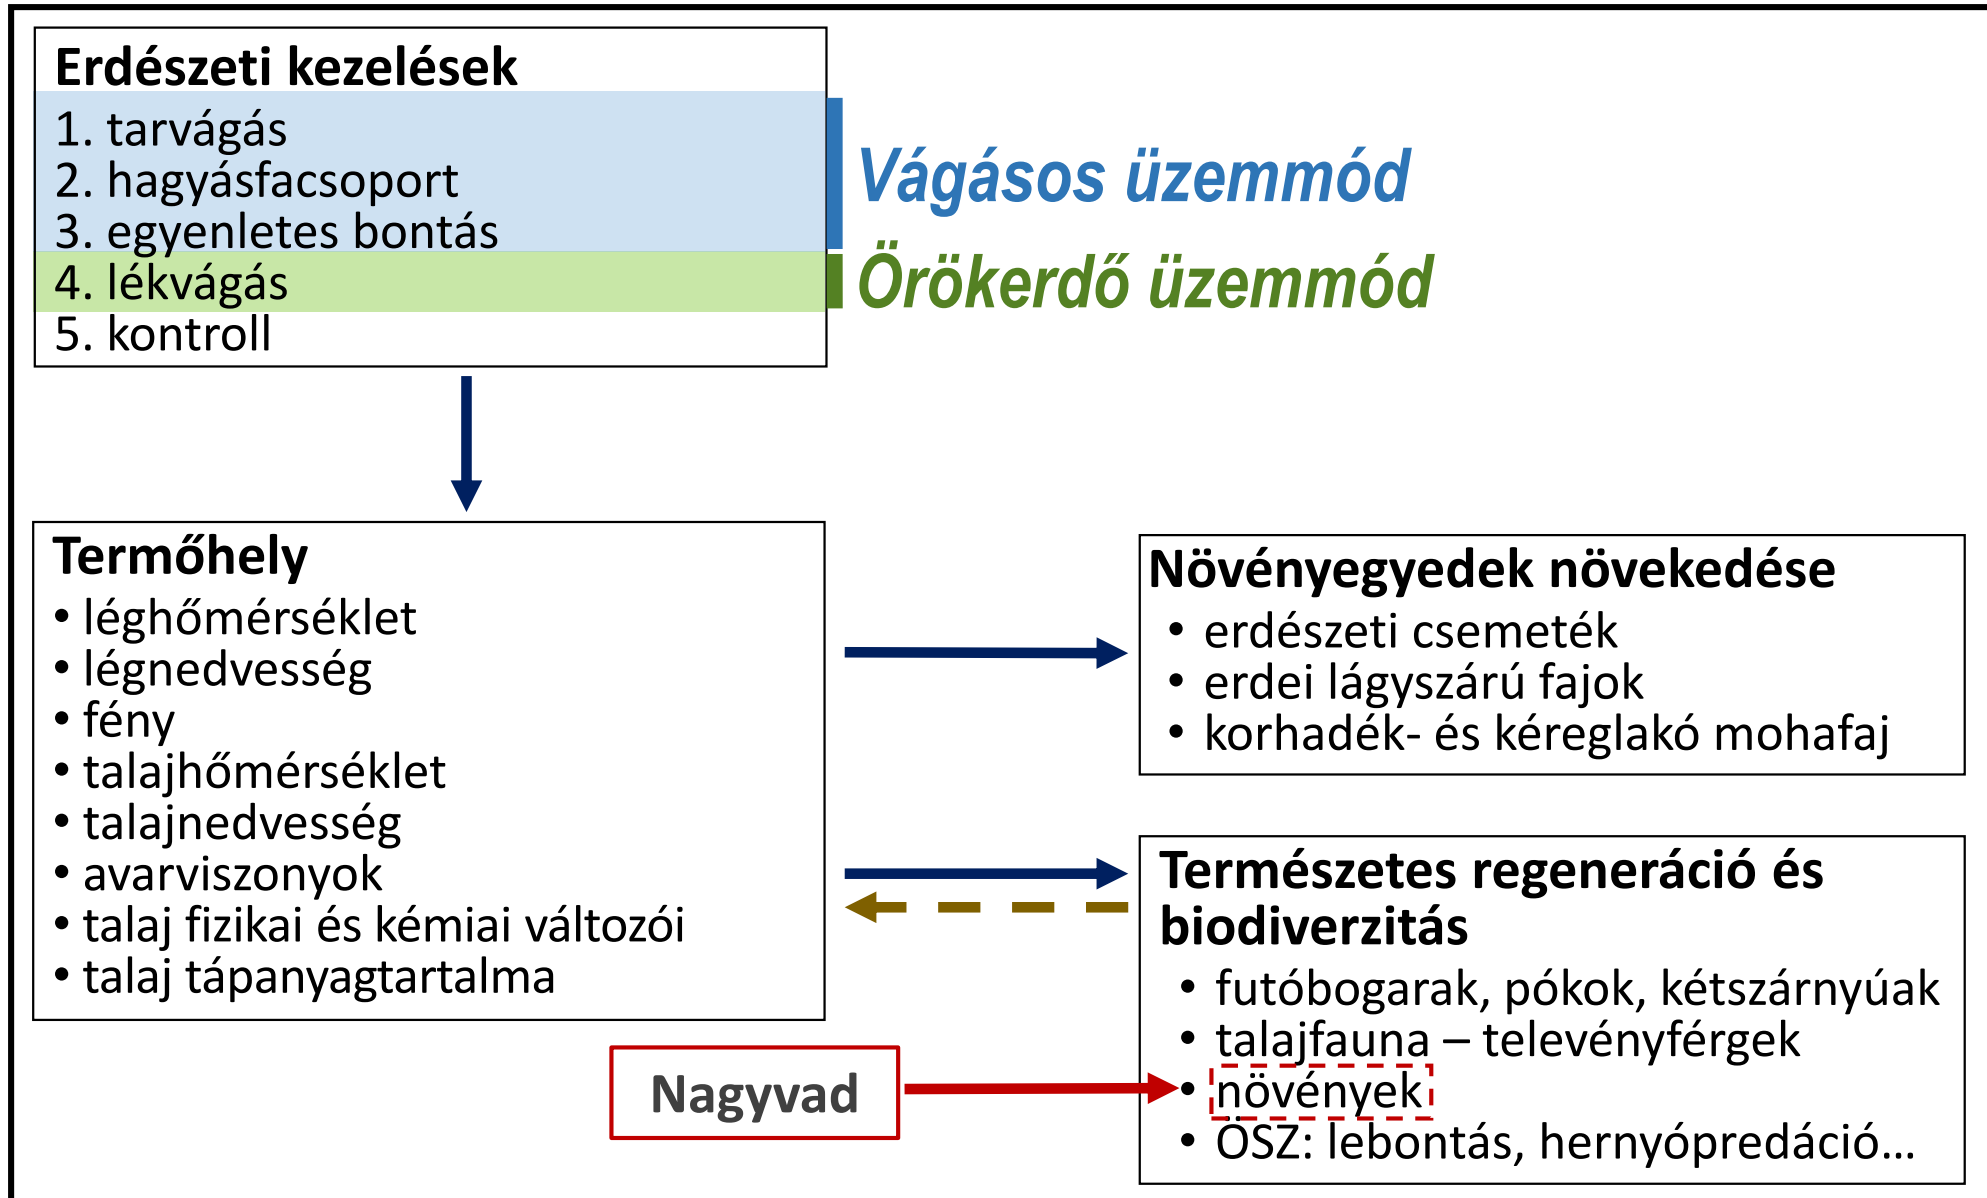 Erdészeti kezelések
1. tarvágás
2. hagyásfacsoport
3. egyenletes bontás
4. lékvágás
5. kontroll
Vágásos üzemmód
Örökerdő üzemmód
Termőhely
• léghőmérséklet
• légnedvesség
• fény
• talajhőmérséklet
• talajnedvesség
• avarviszonyok
• talaj fizikai és kémiai változói
• talaj tápanyagtartalma
Növényegyedek növekedése
• erdészeti csemeték
• erdei lágyszárú fajok
• korhadék- és kéreglakó mohafaj
Természetes regeneráció és
biodiverzitás
• futóbogarak, pókok, kétszárnyúak
• talajfauna – televényférgek
• növények
• ÖSZ: lebontás, hernyópredáció...
Nagyvad